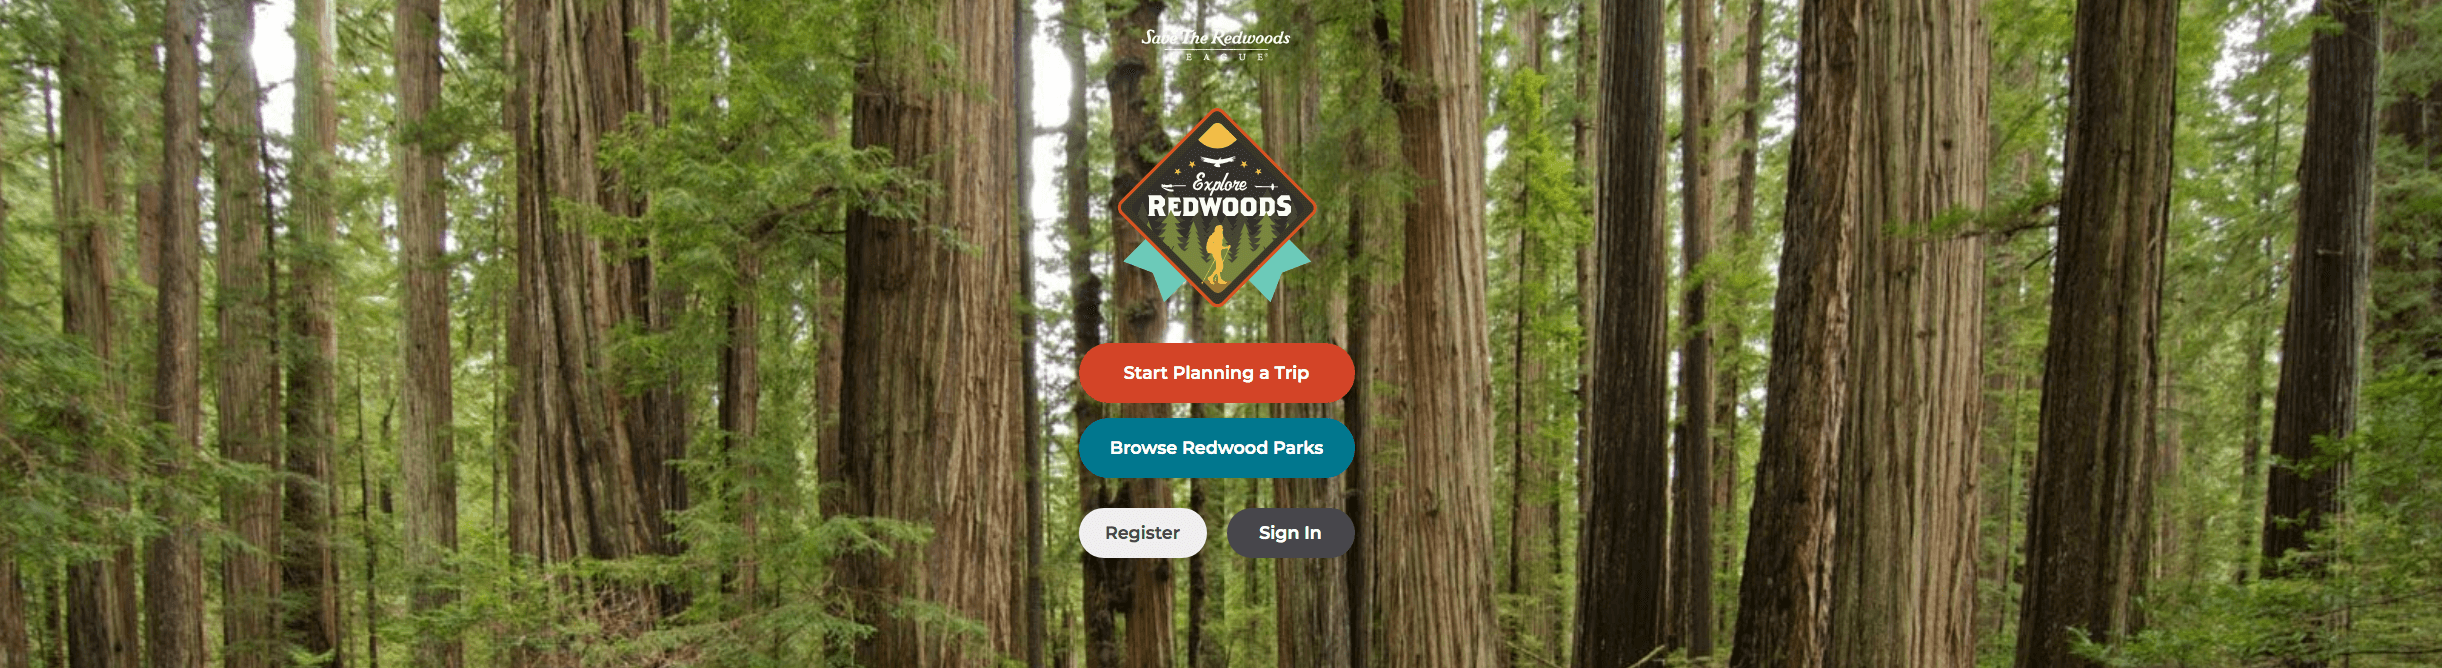 Save The Redwoods
LEAGUE
Explore
REDWOODS
Start Planning a Trip
Browse Redwood Parks
Register
Sign In